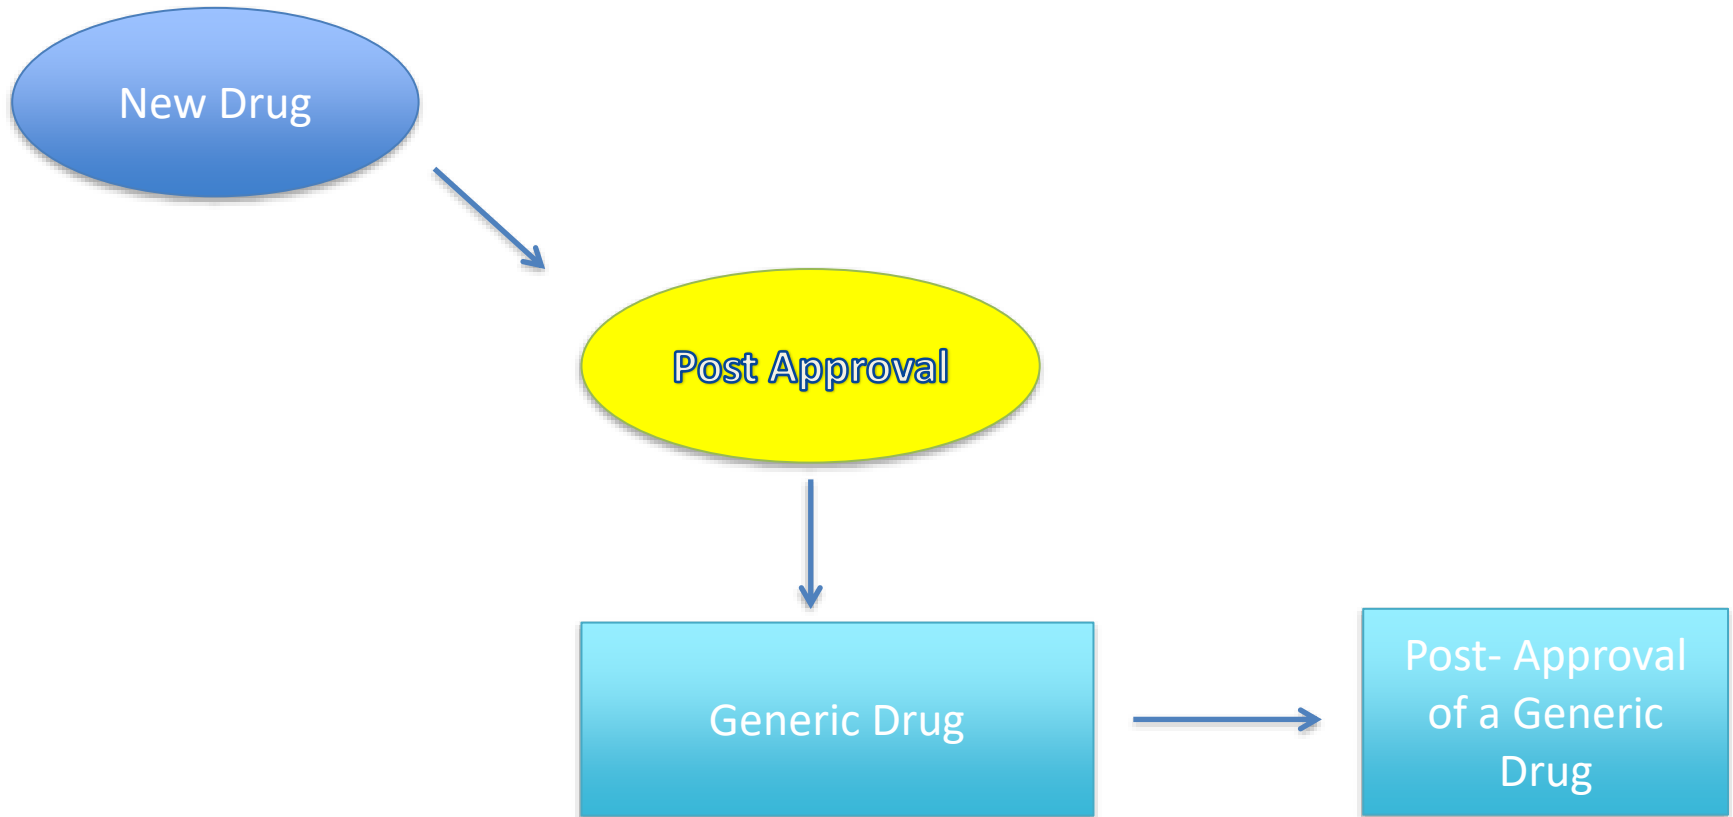 New Drug
Post Approval
Generic Drug
Post- Approval
of a Generic
Drug